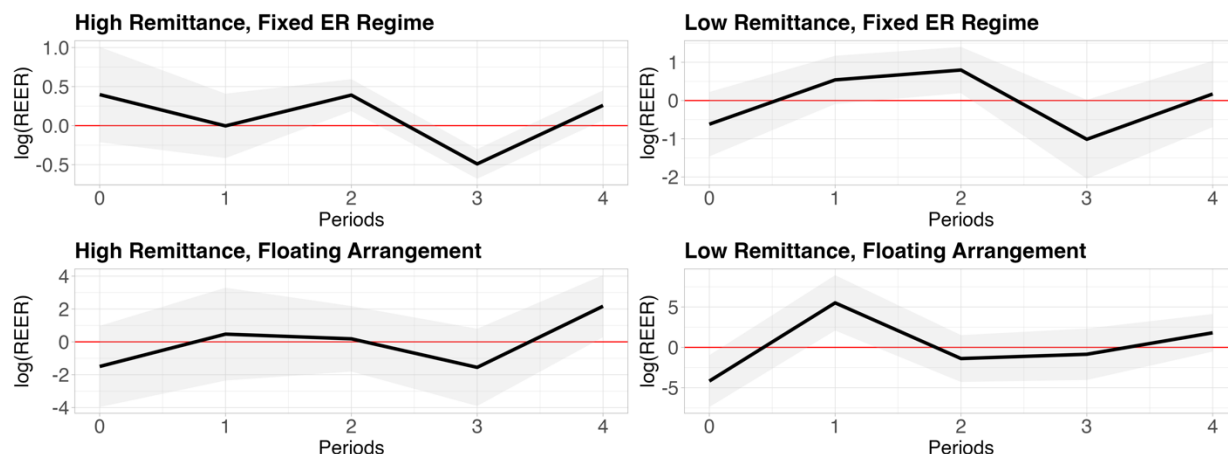 High Remittance, Fixed ER Regime
1.0
0.5
0.0
-0.5
log(REER)
0 1 2 3 4
Periods
Low Remittance, Fixed ER Regime
1
0
-1
-2
log(REER)
0 1 2 3 4
Periods
High Remittance, Floating Arrangement
4
2
0
-2
-4
log(REER)
0 1 2 3 4
Periods
Low Remittance, Floating Arrangement
5
0
-5
log(REER)
0 1 2 3 4
Periods